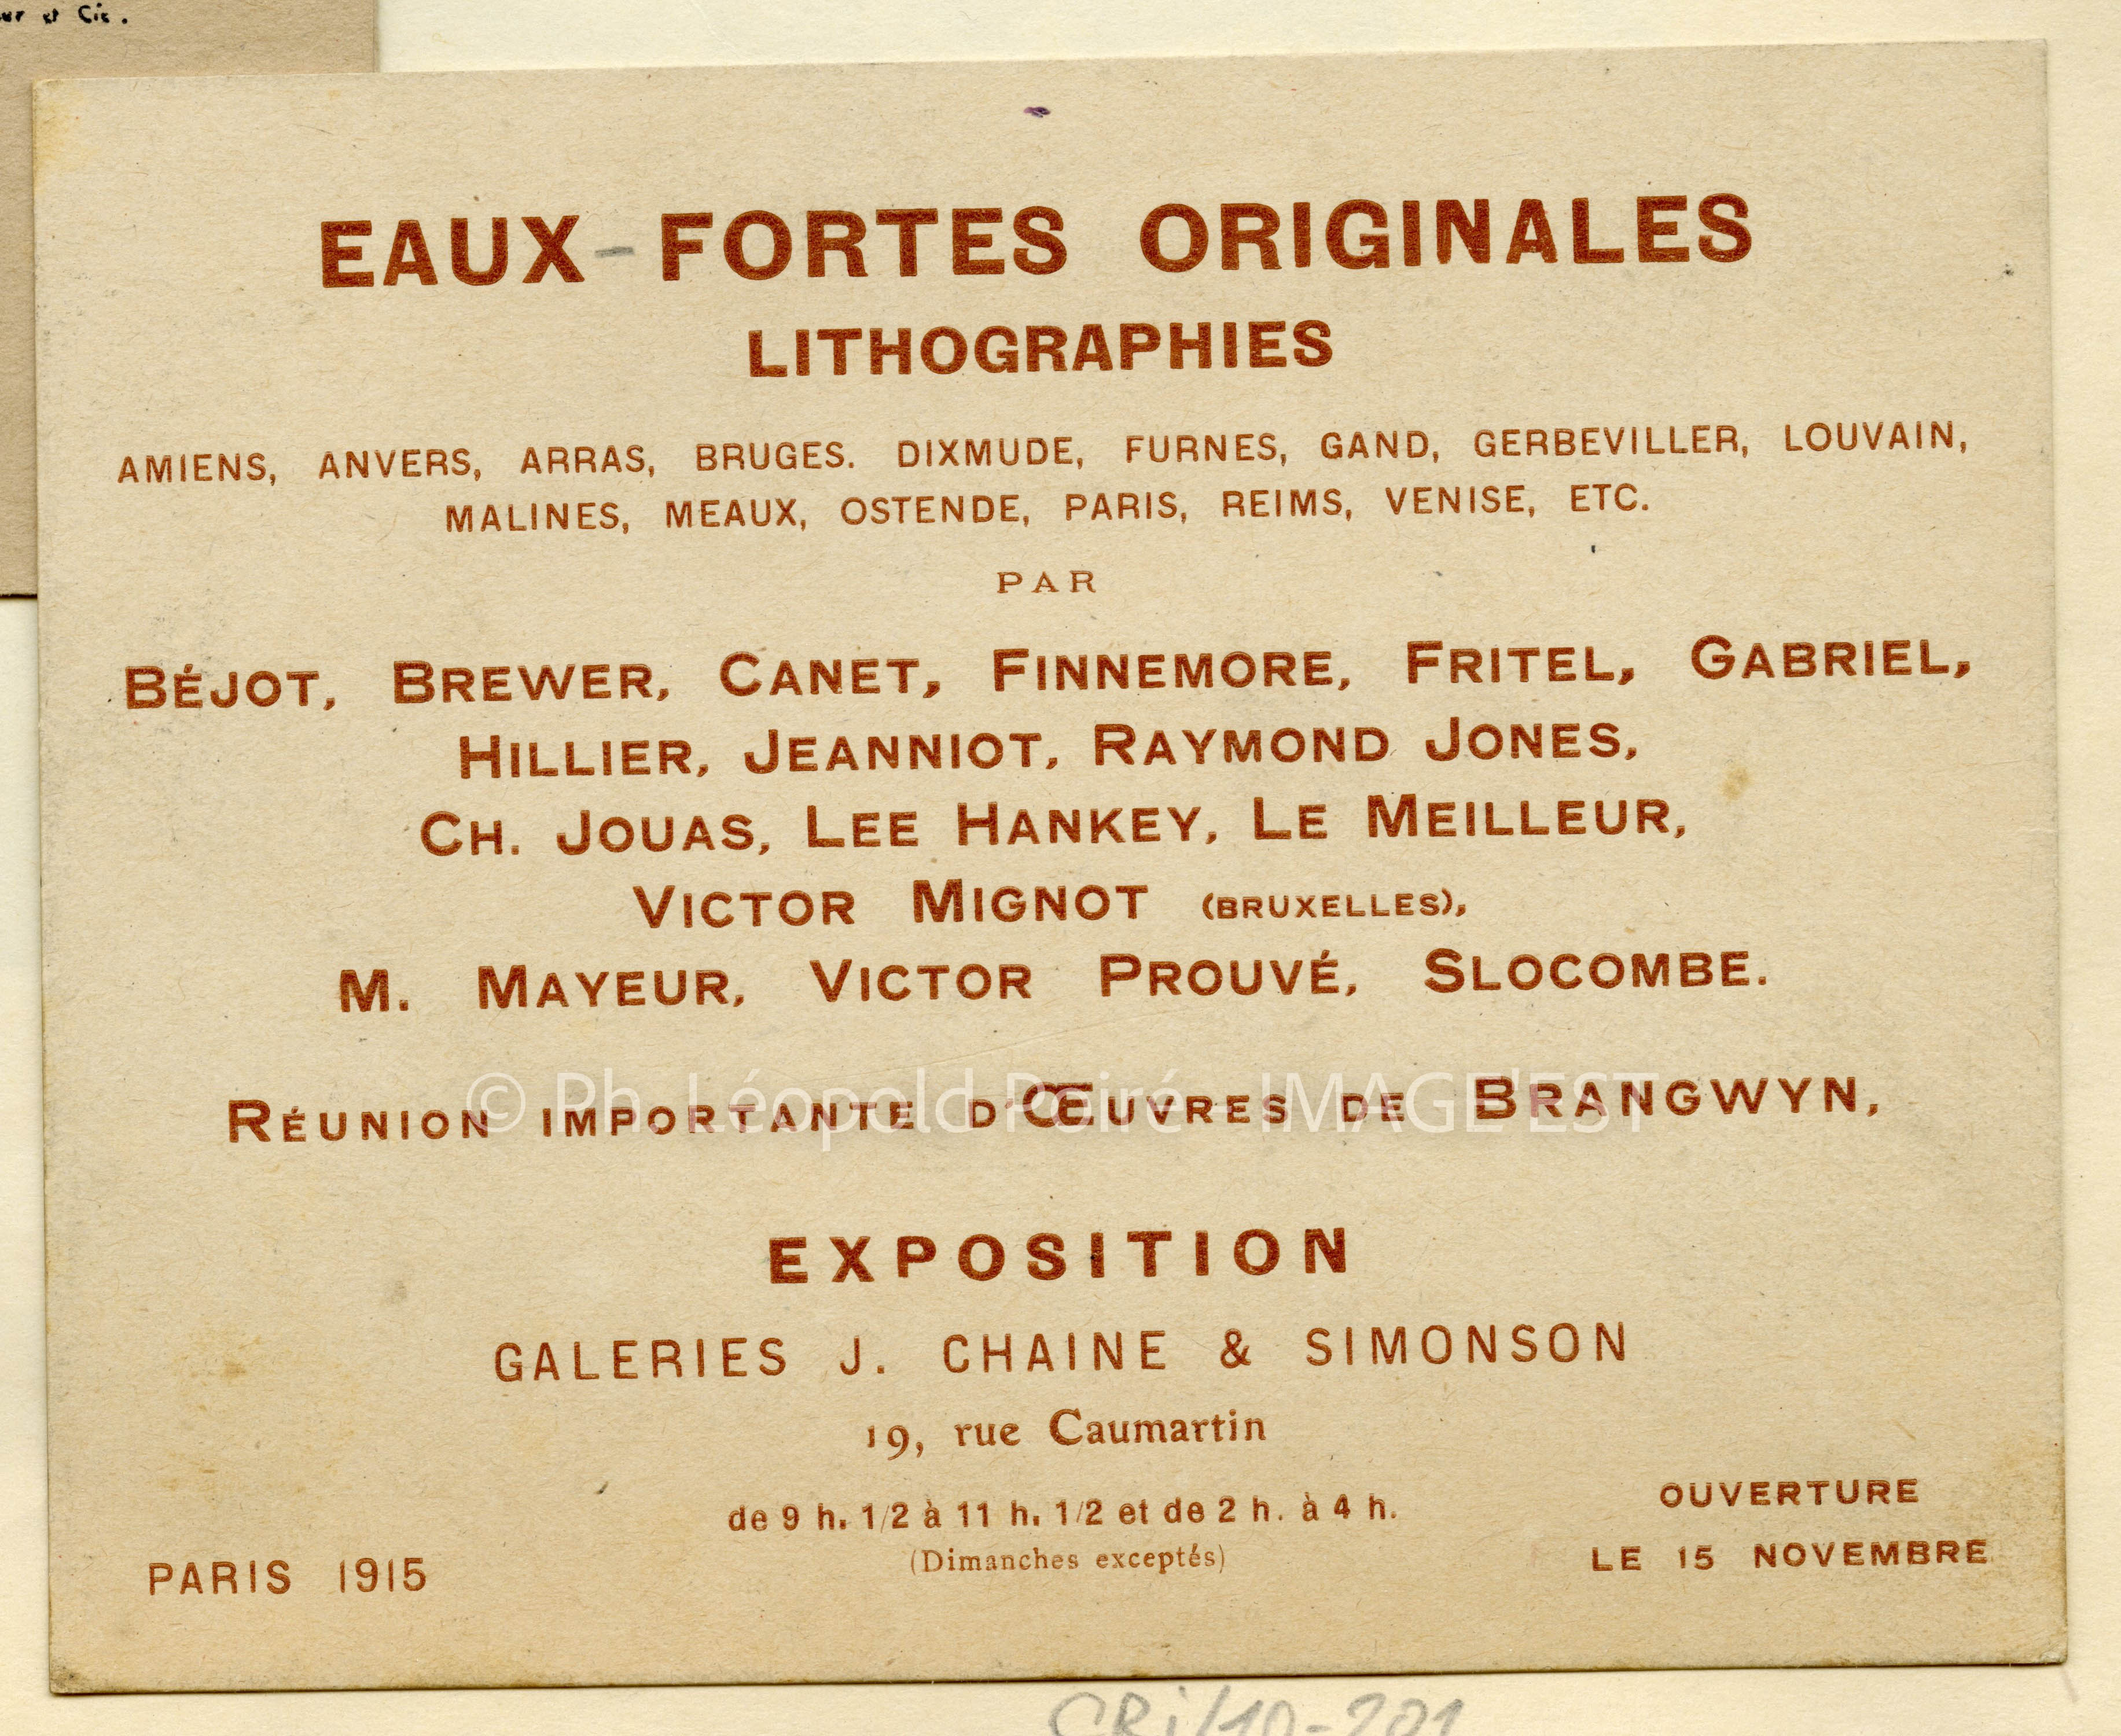 EAUX-FORTES ORIGINALES
LITHOGRAPHIES
AMIENS, ANVERS, ARRAS, BRUGES. DIXMUDE, FURNES, GAND, GERBEVILLER, LOUVAIN,
MALINES, MEAUX, OSTENDE, PARIS, REIMS, VENISE, ETC.
PAR
BÉJOT, BREWER, CANET, FINNEMORE, FRITEL, GABRIEL,
HILLIER, JEANNIOT, RAYMOND JONES,
CH. JOUAS, LEE HANKEY, LE MEILLEUR,
VICTOR MIGNOT (BRUXELLES),
M. MAYEUR, VICTOR PROUVÉ, SLOCOMBE.
RÉUNION IMPORTANTE D'ŒUVRES DE BRANGWYN,
© Ph. Léopold Poiré - IMAGE'EST
EXPOSITION
GALERIES J. CHAINE & SIMONSON
19, rue Caumartin
de 9 h. 1/2 à 11 h. 1/2 et de 2 h. à 4 h.
(Dimanches exceptés)
OUVERTURE
LE 15 NOVEMBRE
PARIS 1915
et Cie.